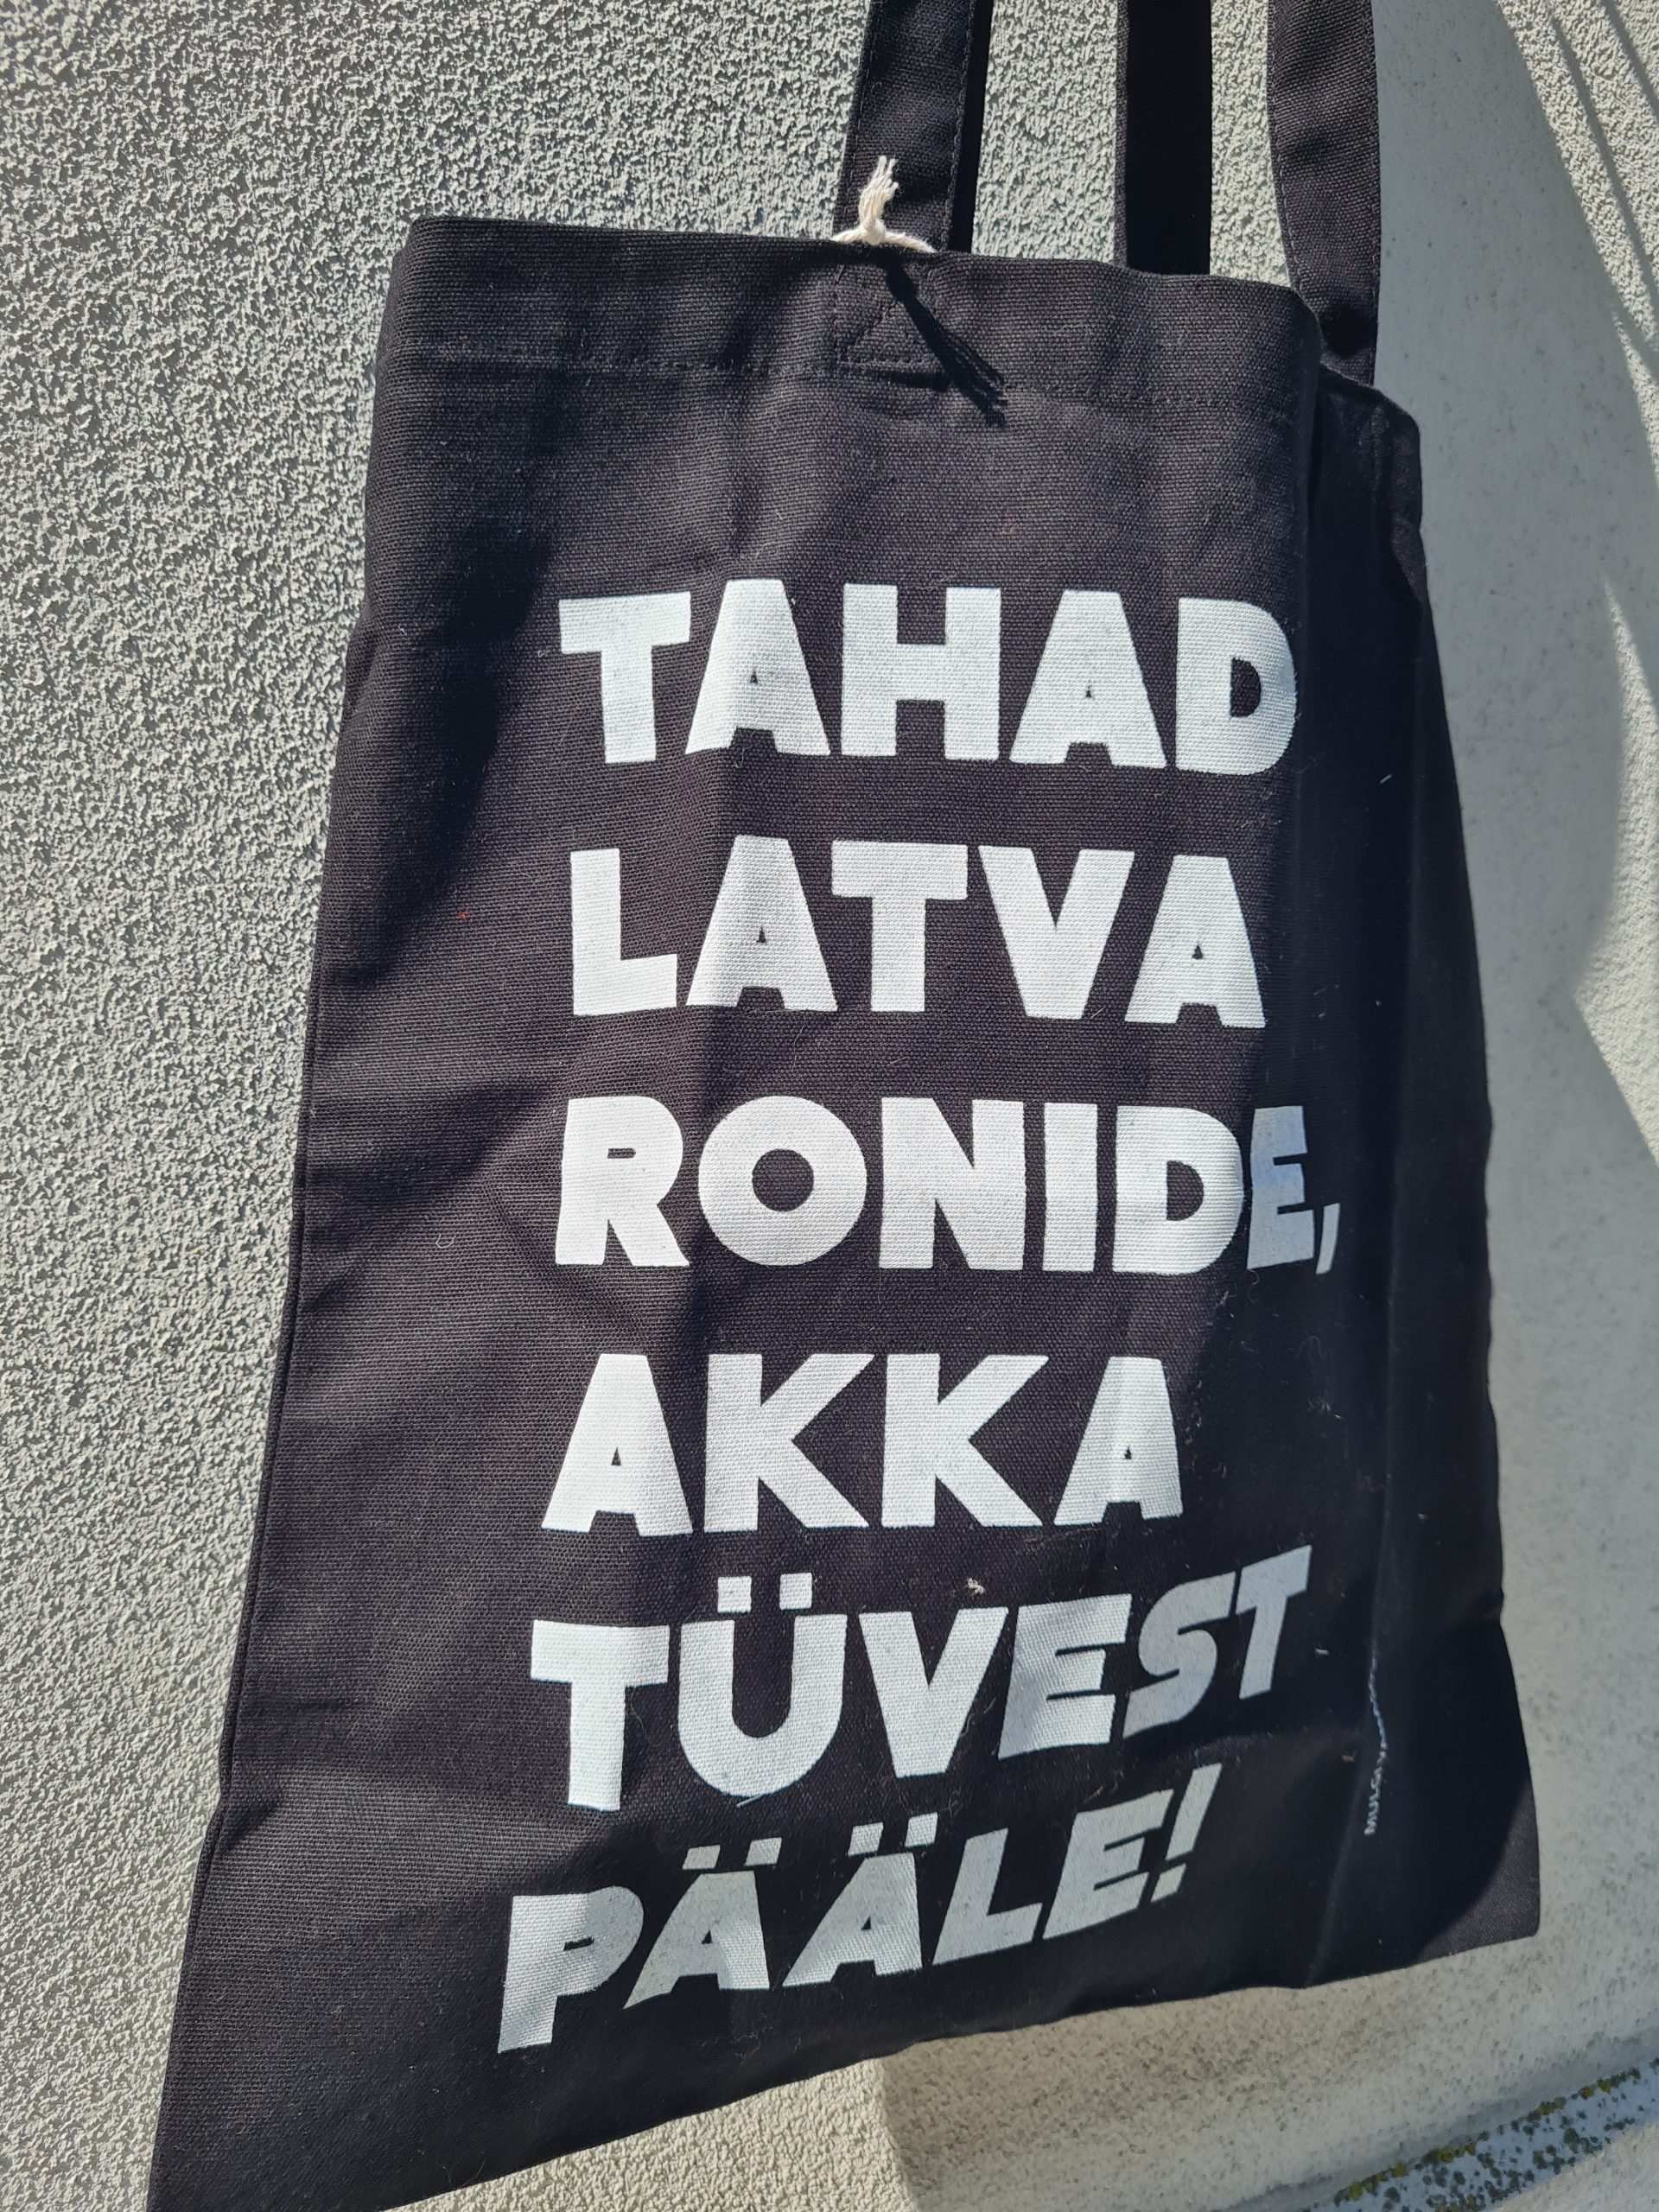 TAHAD
LATVA
RONIDE,
AKKA
TÜVEST
PÄÄLE!